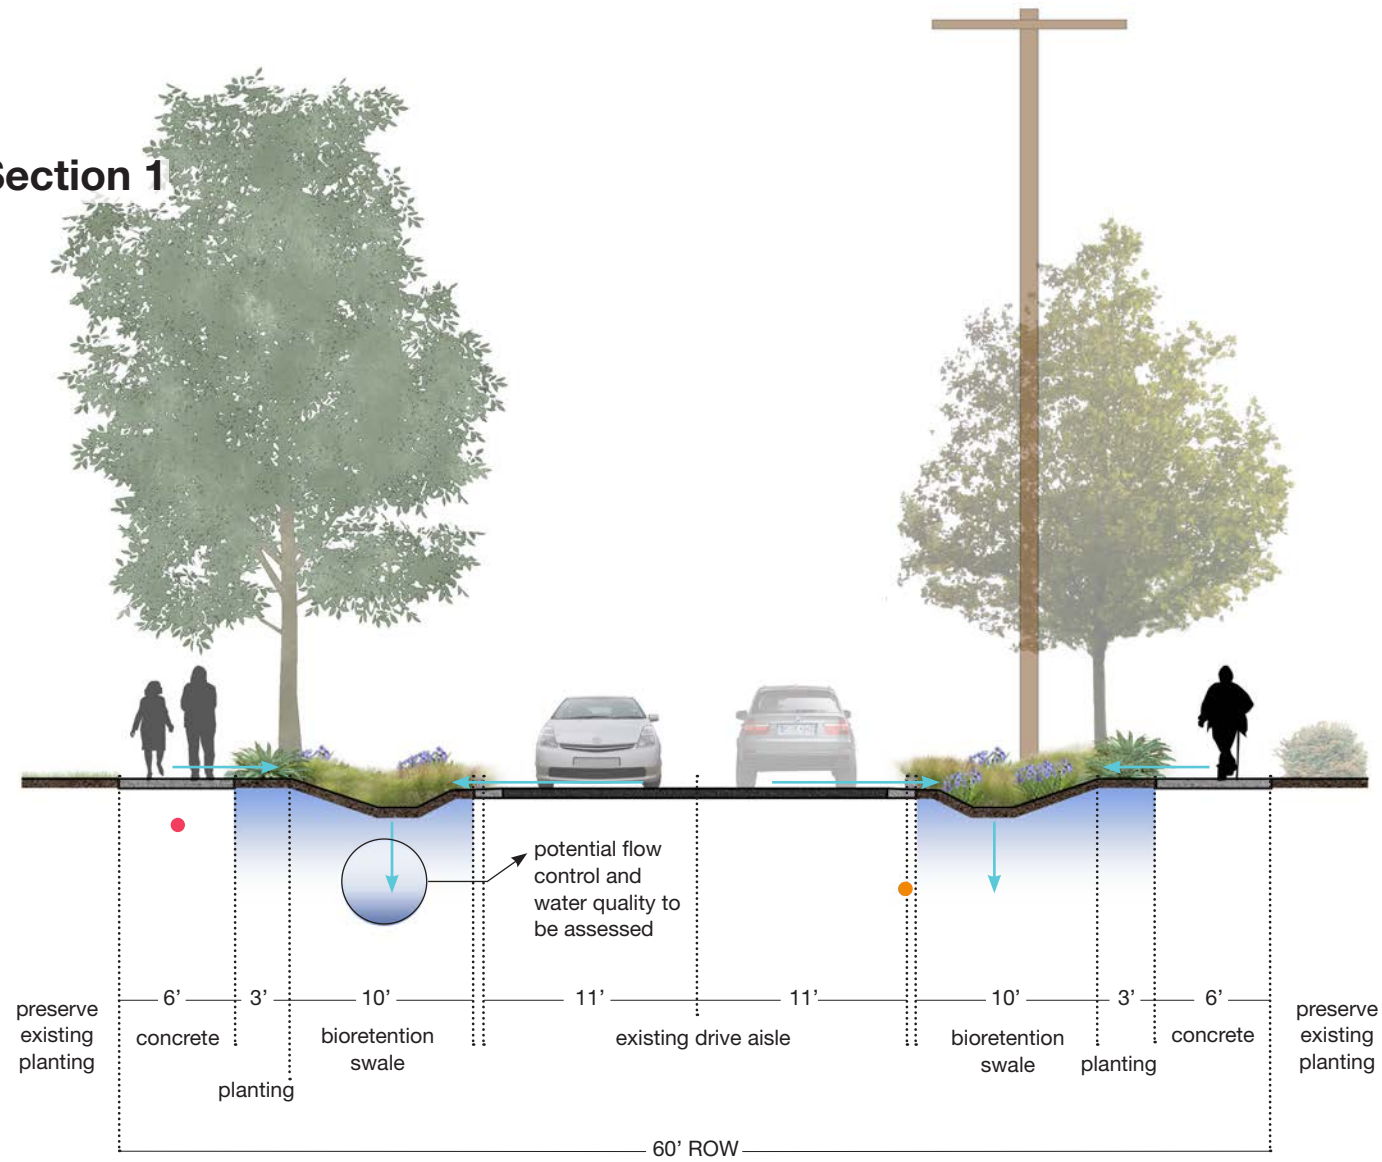 Section 1
potential flow
control and
water quality to
be assessed
6’ 3’ 10’ 11’ 11’ 10’ 3’ 6’
preserve
existing
planting
concrete
planting
bioretention
swale
existing drive aisle
bioretention
swale
planting
concrete
preserve
existing
planting
60’ ROW